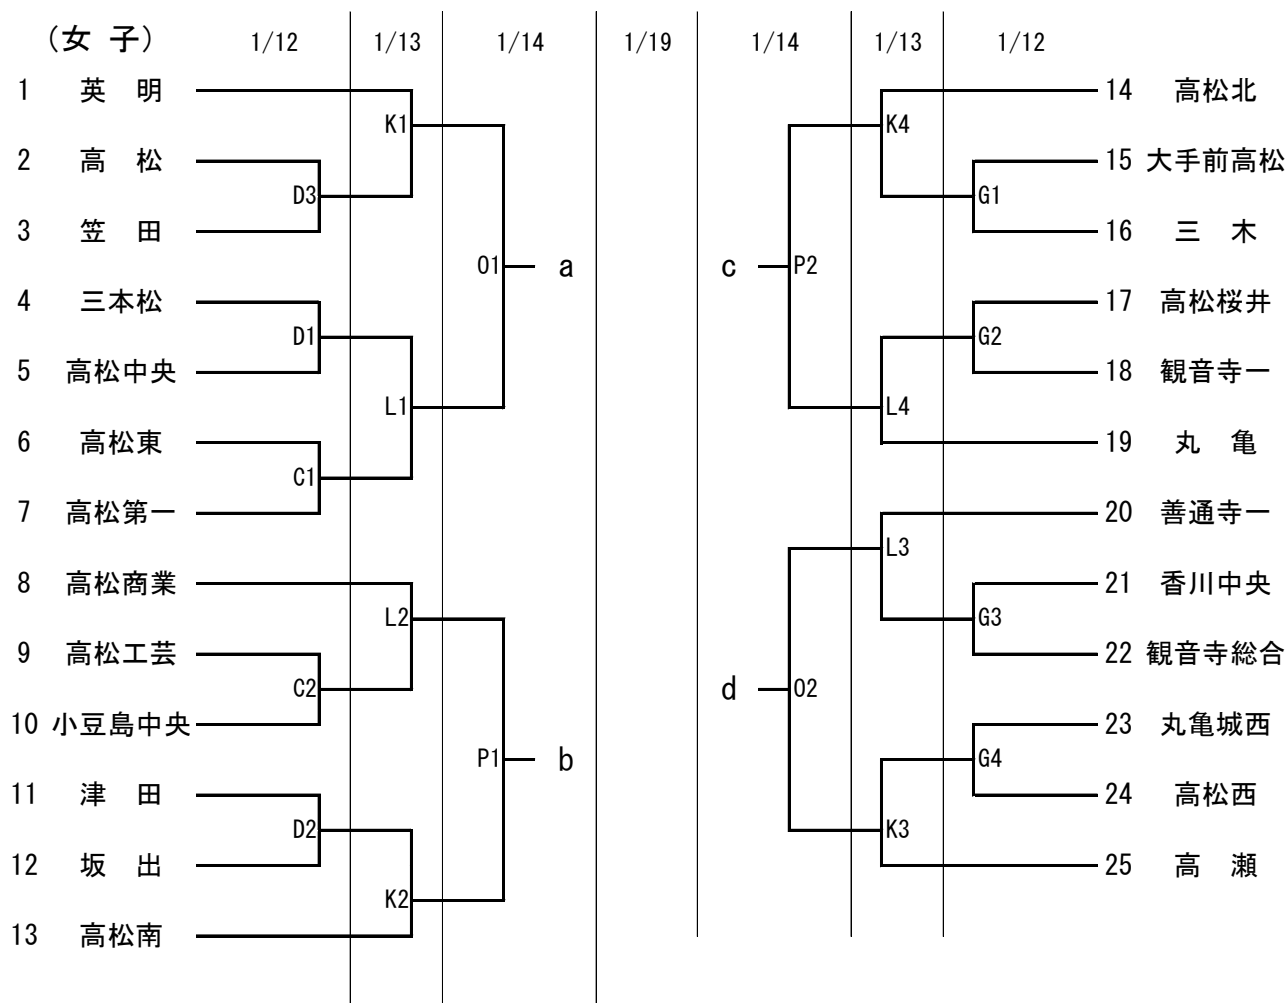 (女 子) 1/12 1/13 1/14 1/19 1/14 1/13 1/12
1 英 明 14 高松北
K1 K4
2 高 松 15 大手前高松
D3 G1
3 笠 田 16 三 木
O1 a c P2
4 三本松 17 高松桜井
D1 G2
5 高松中央 18 観音寺一
L1 L4
6 高松東 19 丸 亀
C1
7 高松第一 20 善通寺一
L3
8 高松商業 21 香川中央
L2 G3
9 高松工芸 22 観音寺総合
C2 d O2
10 小豆島中央 23 丸亀城西
P1 b G4
11 津 田 24 高松西
D2 K3
12 坂 出 25 高 瀬
K2
13 高松南